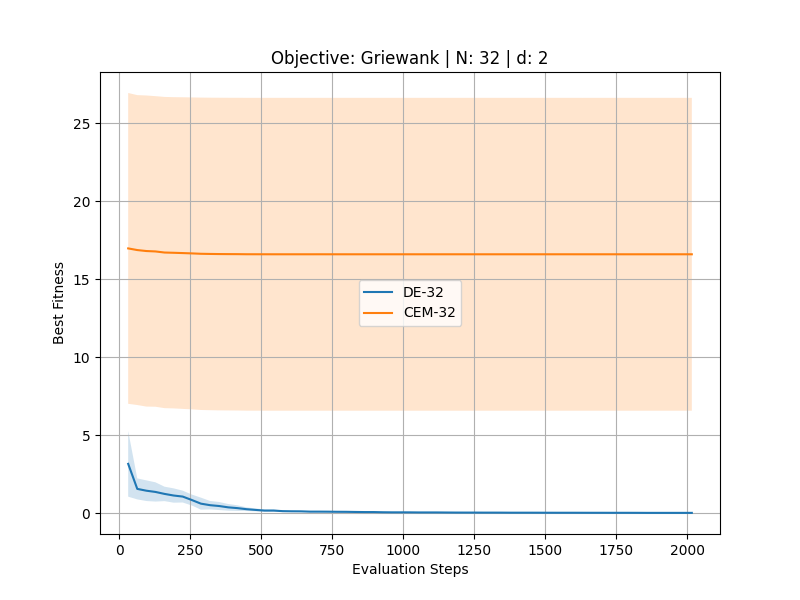 Objective: Griewank | N: 32 | d: 2
Best Fitness
25
20
15
10
5
0
DE-32
CEM-32
0 250 500 750 1000 1250 1500 1750 2000
Evaluation Steps